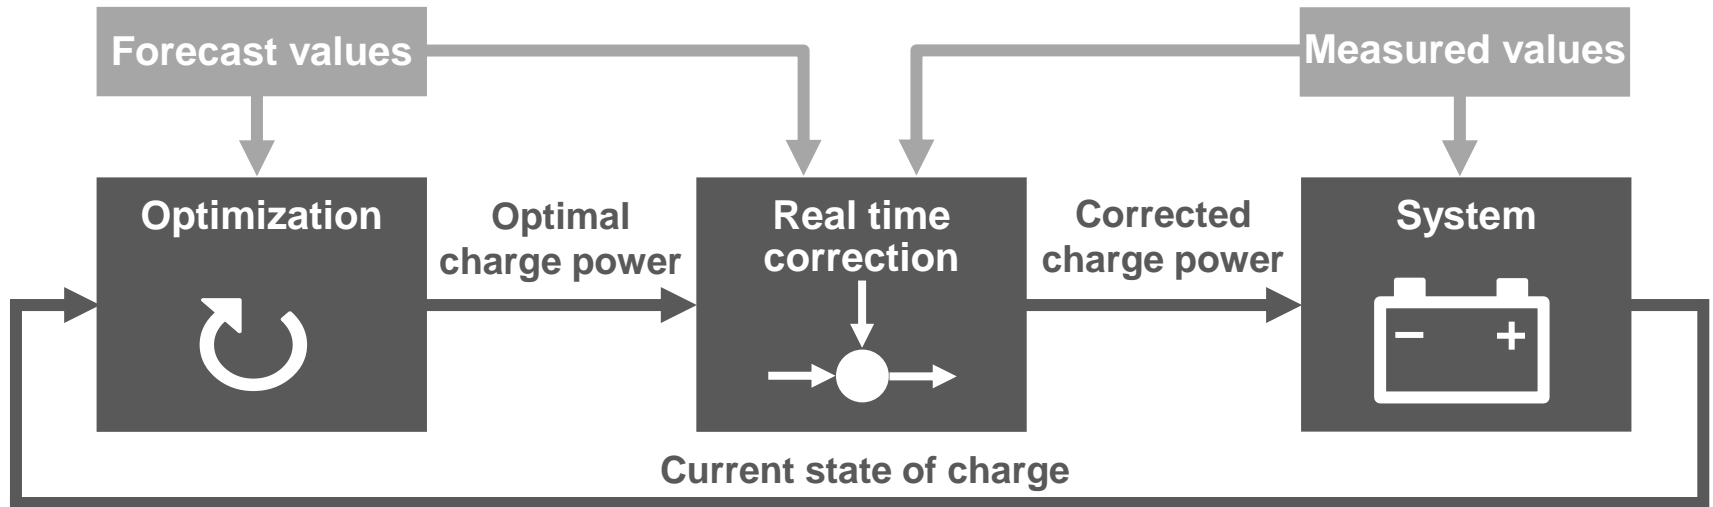 Forecast values
Measured values
Optimization
Optimal
charge power
Real time
correction
Corrected
charge power
System
− +
Current state of charge